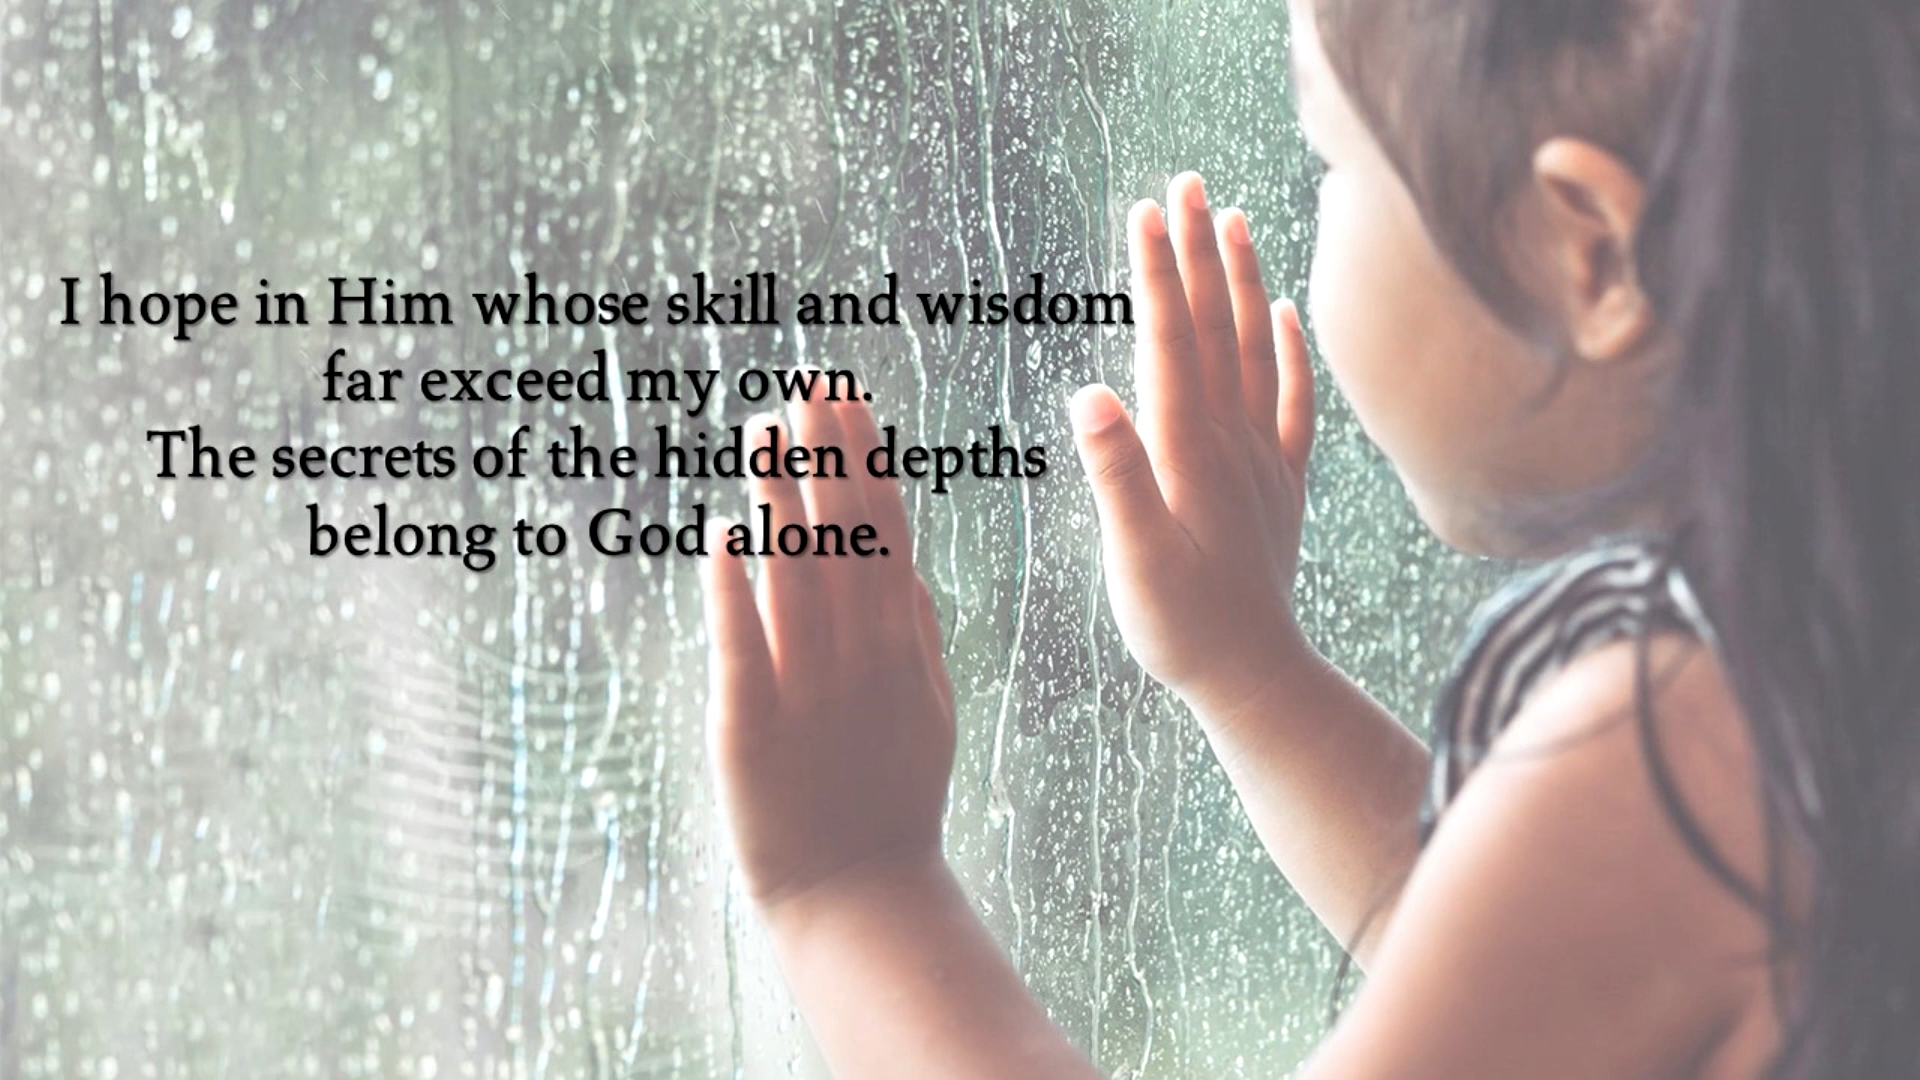 I hope in Him whose skill and wisdom
far exceed my own.
The secrets of the hidden depths
belong to God alone.